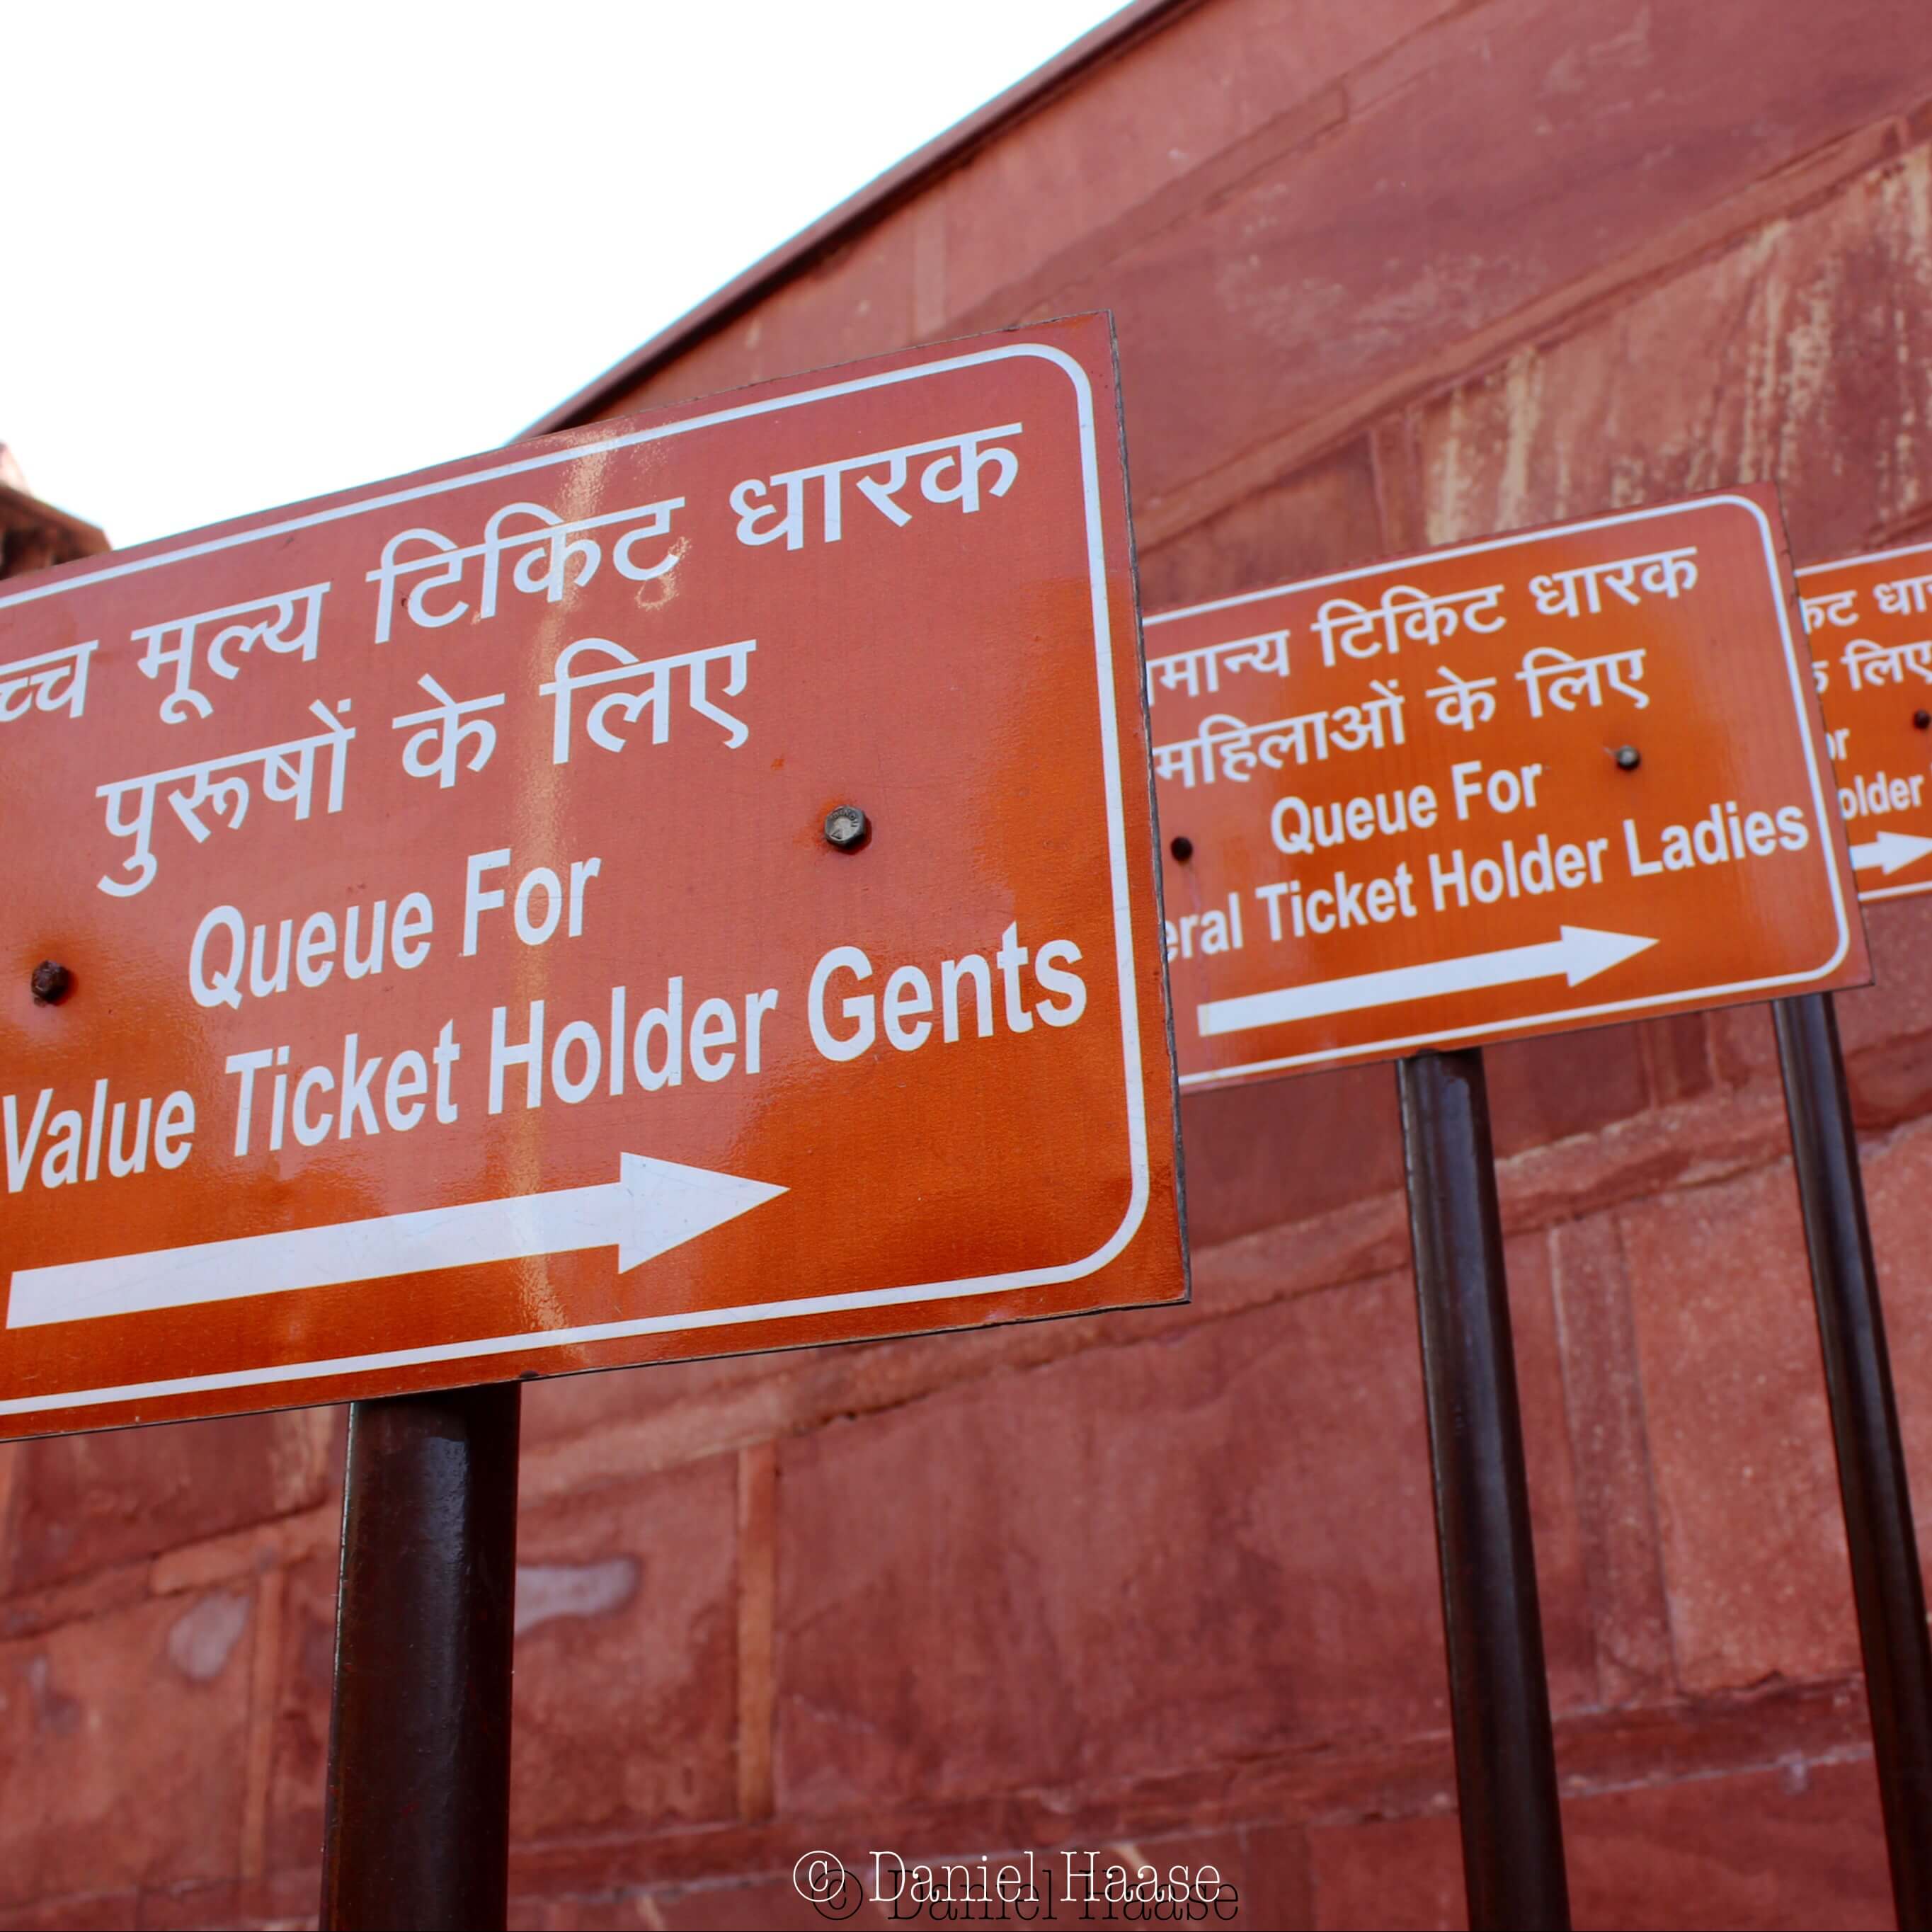 च्च मूल्य टिकिट धारक
पुरूषों के लिए
Queue For
Value Ticket Holder Gents
मान्य टिकिट धारक
महिलाओं के लिए
Queue For
eral Ticket Holder Ladies
किट धार
के लिए
or
older
© Daniel Haase